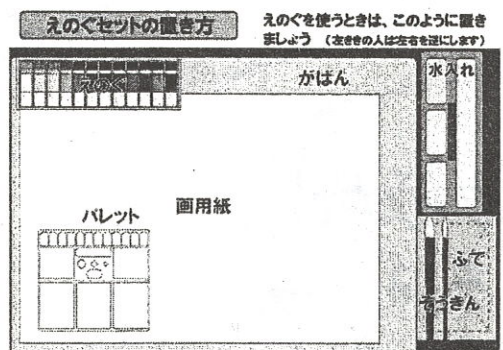 えのぐセットの置き方
えのぐを使うときは、このように置き
ましょう (左ききの人は左右を逆にします)
えのぐ
がばん
水入れ
画用紙
パレット
ふで
ぞうきん